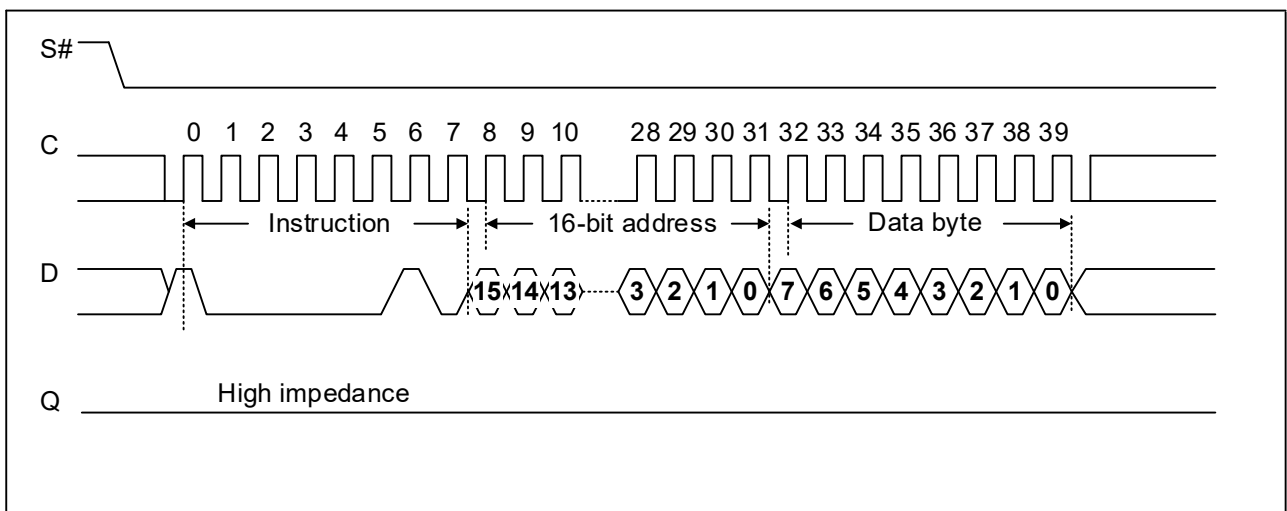 S#
0 1 2 3 4 5 6 7 8 9 10 28 29 30 31 32 33 34 35 36 37 38 39
C
Instruction 16-bit address Data byte
D
15 14 13 3 2 1 0 7 6 5 4 3 2 1 0
High impedance
Q